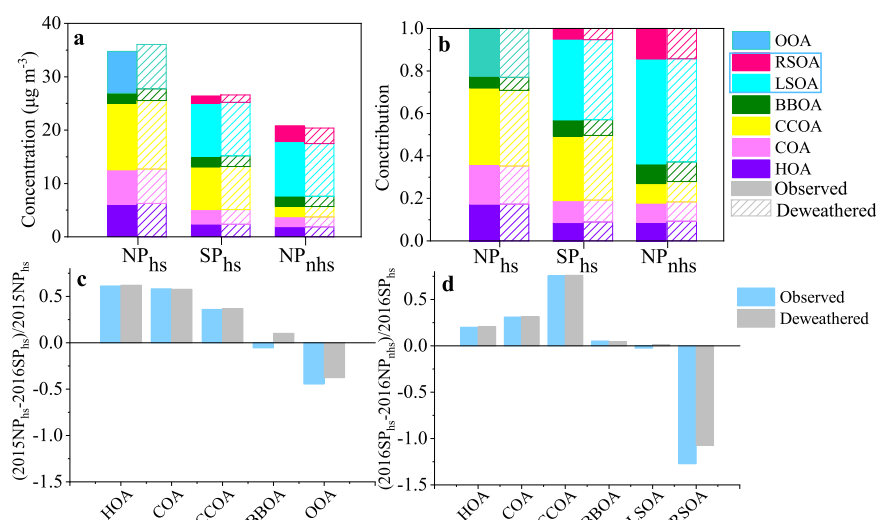 a
Concentration (μg m⁻³)
40
30
20
10
0
NPhs
SPhs
NPnhs
b
Conctribution
1.0
0.8
0.6
0.4
0.2
0.0
NPhs
SPhs
NPnhs
OOA
RSOA
LSOA
BBOA
CCOA
COA
HOA
Observed
Deweathered
c
(2015NPhs-2016SPhs)/2015NPhs
0.5
0.0
-0.5
-1.0
-1.5
HOA
COA
CCOA
BBOA
OOA
d
(2016SPhs-2016NPnhs)/2016SPhs
0.5
0.0
-0.5
-1.0
-1.5
HOA
COA
CCOA
BBOA
LSOA
RSOA
Observed
Deweathered